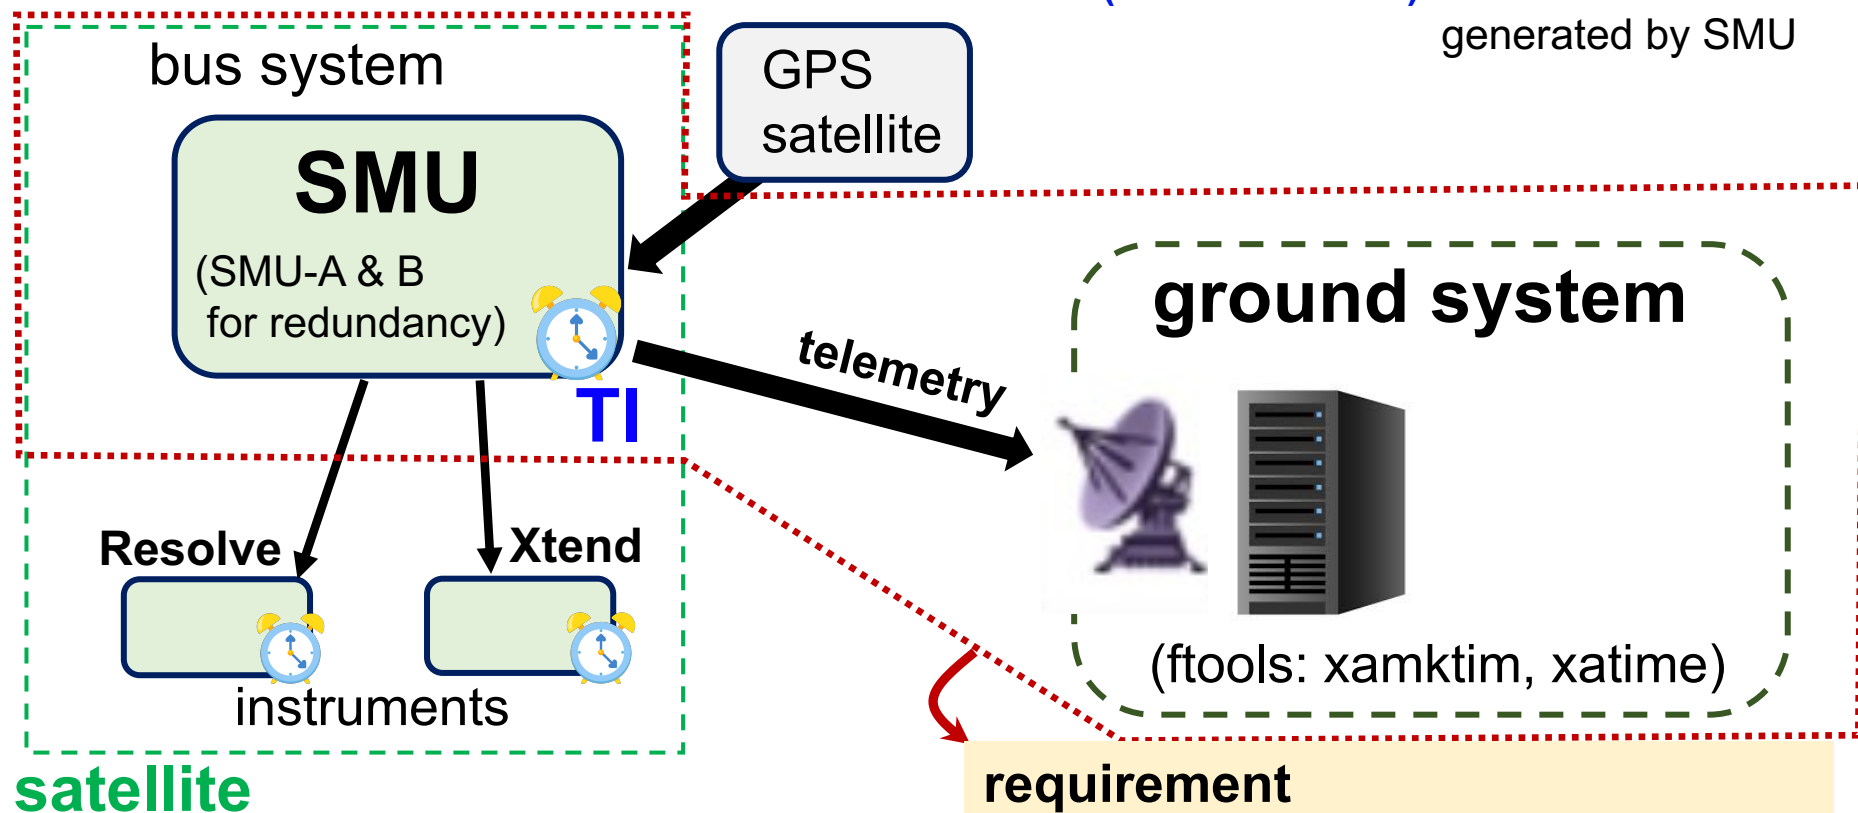 generated by SMU
bus system
GPS
satellite
SMU
(SMU-A & B
for redundancy)
TI
telemetry
ground system
Resolve
Xtend
instruments
(ftools: xamktim, xatime)
satellite
requirement